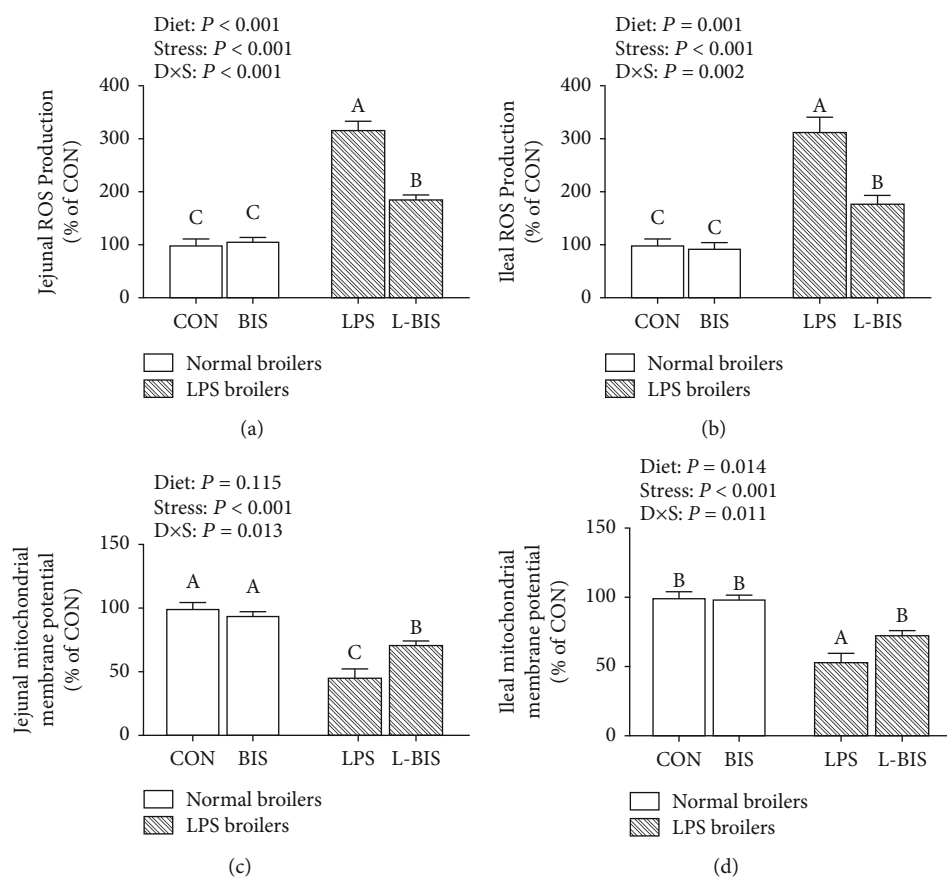 Diet: P < 0.001
Stress: P < 0.001
D×S: P < 0.001
Jejunal ROS Production
(% of CON)
400
300
200
100
0
A
B
C
C
CON BIS LPS L-BIS
Normal broilers
LPS broilers
(a)
Diet: P = 0.001
Stress: P < 0.001
D×S: P = 0.002
Ileal ROS Production
(% of CON)
400
300
200
100
0
A
B
C
C
CON BIS LPS L-BIS
Normal broilers
LPS broilers
(b)
Diet: P = 0.115
Stress: P < 0.001
D×S: P = 0.013
Jejunal mitochondrial
membrane potential
(% of CON)
150
100
50
0
A
A
C
B
CON BIS LPS L-BIS
Normal broilers
LPS broilers
(c)
Diet: P = 0.014
Stress: P < 0.001
D×S: P = 0.011
Ileal mitochondrial
membrane potential
(% of CON)
150
100
50
0
B
B
A
B
CON BIS LPS L-BIS
Normal broilers
LPS broilers
(d)